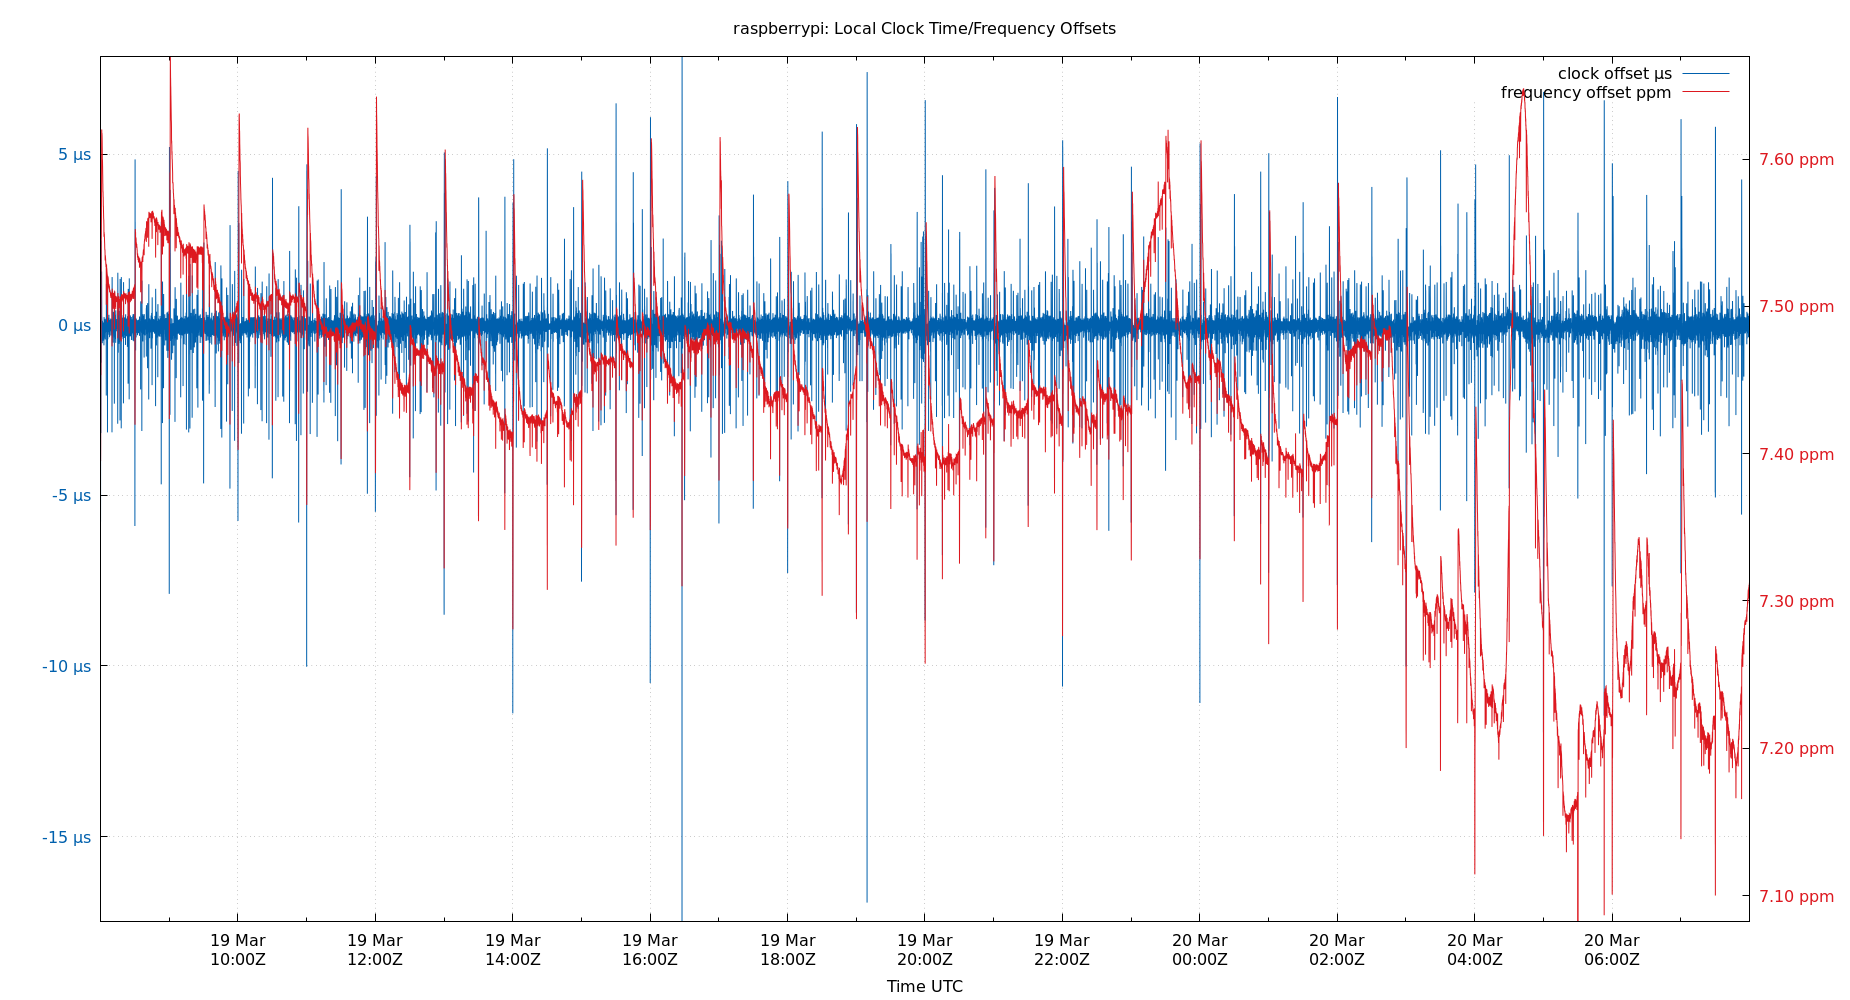 raspberrypi: Local Clock Time/Frequency Offsets
clock offset µs
frequency offset ppm
5 µs
0 µs
-5 µs
-10 µs
-15 µs
7.60 ppm
7.50 ppm
7.40 ppm
7.30 ppm
7.20 ppm
7.10 ppm
19 Mar
10:00Z
19 Mar
12:00Z
19 Mar
14:00Z
19 Mar
16:00Z
19 Mar
18:00Z
19 Mar
20:00Z
19 Mar
22:00Z
20 Mar
00:00Z
20 Mar
02:00Z
20 Mar
04:00Z
20 Mar
06:00Z
Time UTC